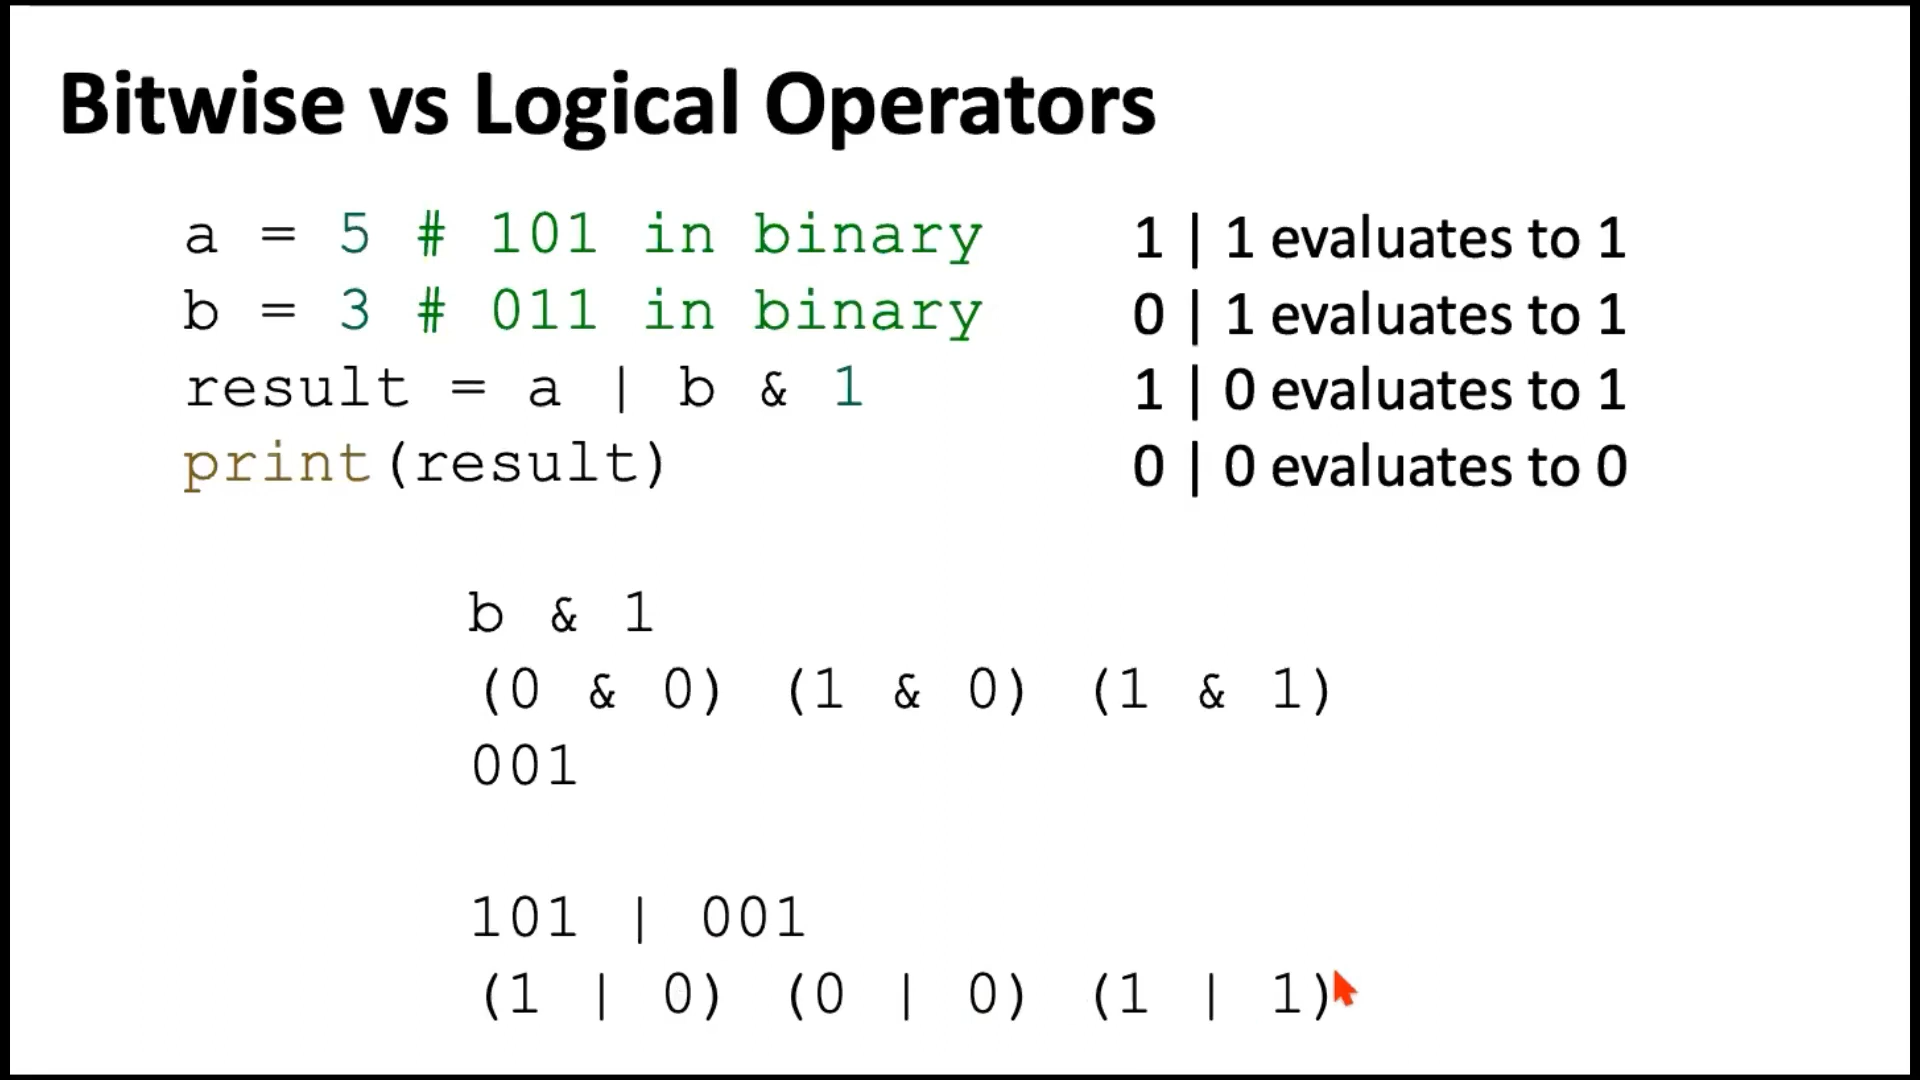 Bitwise vs Logical Operators
a = 5 # 101 in binary
b = 3 # 011 in binary
result = a | b & 1
print(result)
1 | 1 evaluates to 1
0 | 1 evaluates to 1
1 | 0 evaluates to 1
0 | 0 evaluates to 0
b & 1
(0 & 0) (1 & 0) (1 & 1)
001
101 | 001
(1 | 0) (0 | 0) (1 | 1)